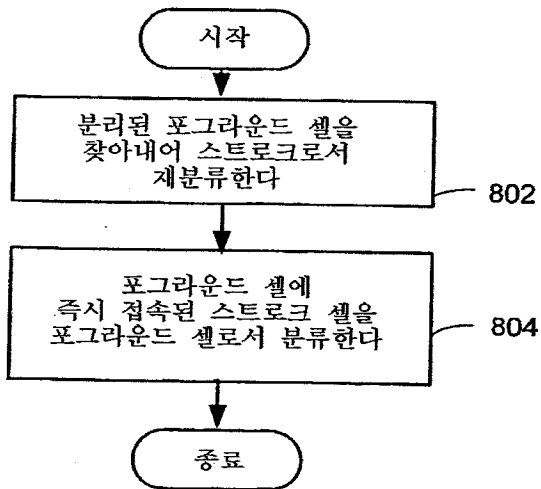 시작
분리된 포그라운드 셀을
찾아내어 스트로크로서
재분류한다
802
포그라운드 셀에
즉시 접속된 스트로크 셀을
포그라운드 셀로서 분류한다
804
종료